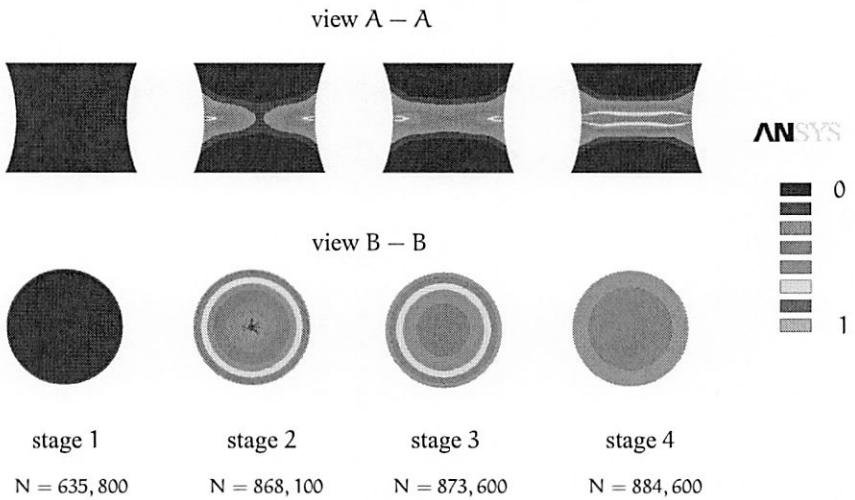 view A – A
ANSYS
0
1
view B – B
stage 1
stage 2
stage 3
stage 4
N = 635, 800
N = 868, 100
N = 873, 600
N = 884, 600